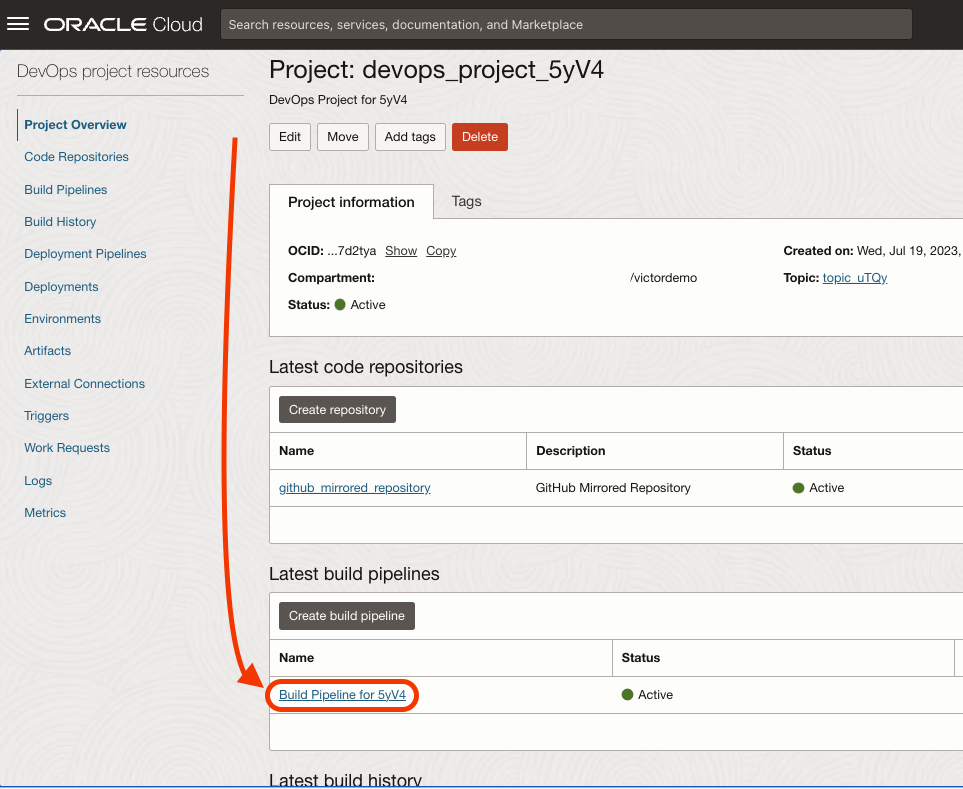 ORACLE Cloud
Search resources, services, documentation, and Marketplace
DevOps project resources
Project Overview
Code Repositories
Build Pipelines
Build History
Deployment Pipelines
Deployments
Environments
Artifacts
External Connections
Triggers
Work Requests
Logs
Metrics
Project: devops_project_5yV4
DevOps Project for 5yV4
Edit Move Add tags Delete
Project information Tags
OCID: ...7d2tya Show Copy Created on: Wed, Jul 19, 2023,
Compartment: /victordemo Topic: topic_uTQy
Status: Active
Latest code repositories
Create repository
Name Description Status
github_mirrored_repository GitHub Mirrored Repository Active
Latest build pipelines
Create build pipeline
Name Status
Build Pipeline for 5yV4 Active
Latest build history